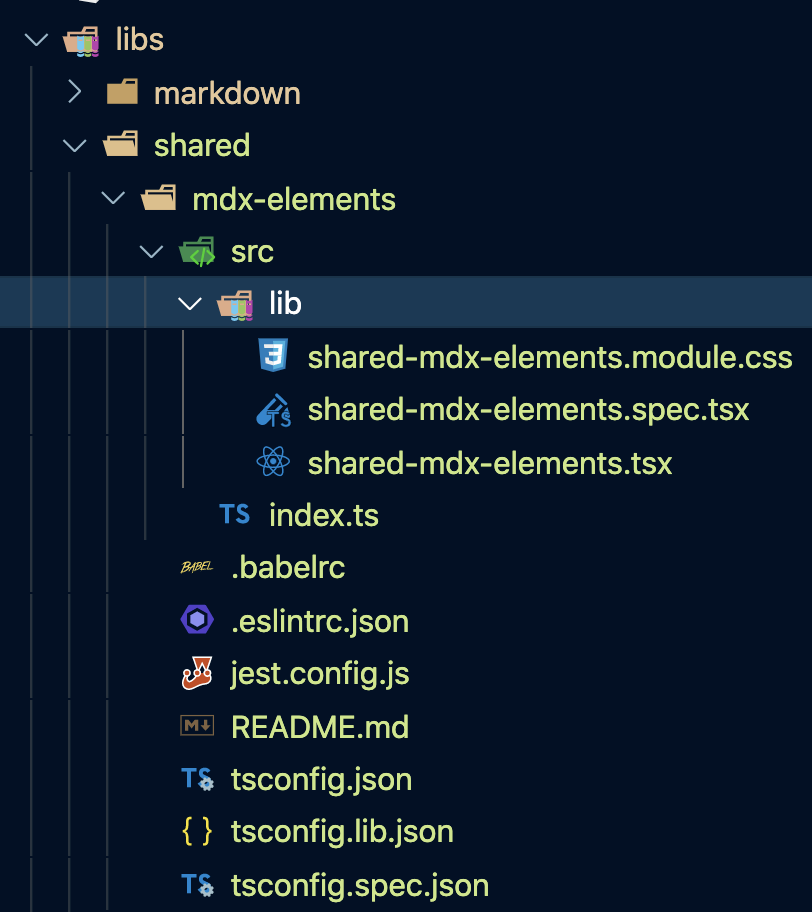 libs
markdown
shared
mdx-elements
src
lib
shared-mdx-elements.module.css
shared-mdx-elements.spec.tsx
shared-mdx-elements.tsx
TS index.ts
BABEL .babelrc
.eslintrc.json
jest.config.js
M README.md
TS tsconfig.json
{ } tsconfig.lib.json
TS tsconfig.spec.json